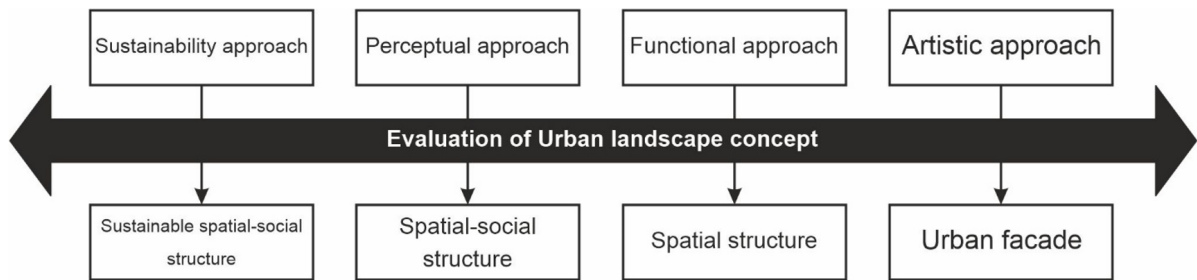 Sustainability approach
Perceptual approach
Functional approach
Artistic approach
Evaluation of Urban landscape concept
Sustainable spatial-social
structure
Spatial-social
structure
Spatial structure
Urban facade